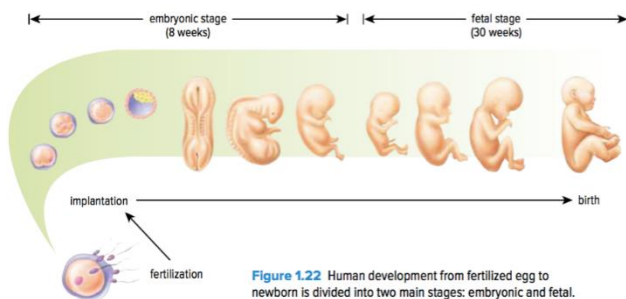 embryonic stage
(8 weeks)
fetal stage
(30 weeks)
implantation
birth
fertilization
Figure 1.22 Human development from fertilized egg to
newborn is divided into two main stages: embryonic and fetal.